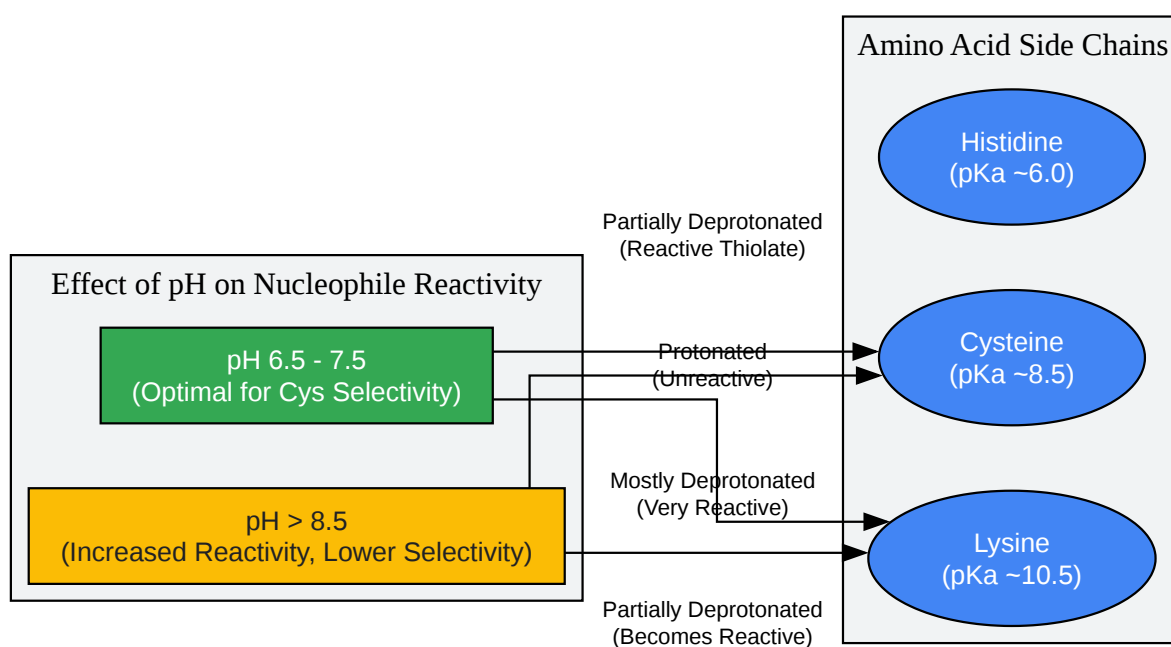 Effect of pH on Nucleophile Reactivity
pH 6.5 - 7.5
(Optimal for Cys Selectivity)
pH > 8.5
(Increased Reactivity, Lower Selectivity)
Partially Deprotonated
(Reactive Thiolate)
Protonated
(Unreactive)
Mostly Deprotonated
(Very Reactive)
Partially Deprotonated
(Becomes Reactive)
Amino Acid Side Chains
Histidine
(pKa ~6.0)
Cysteine
(pKa ~8.5)
Lysine
(pKa ~10.5)